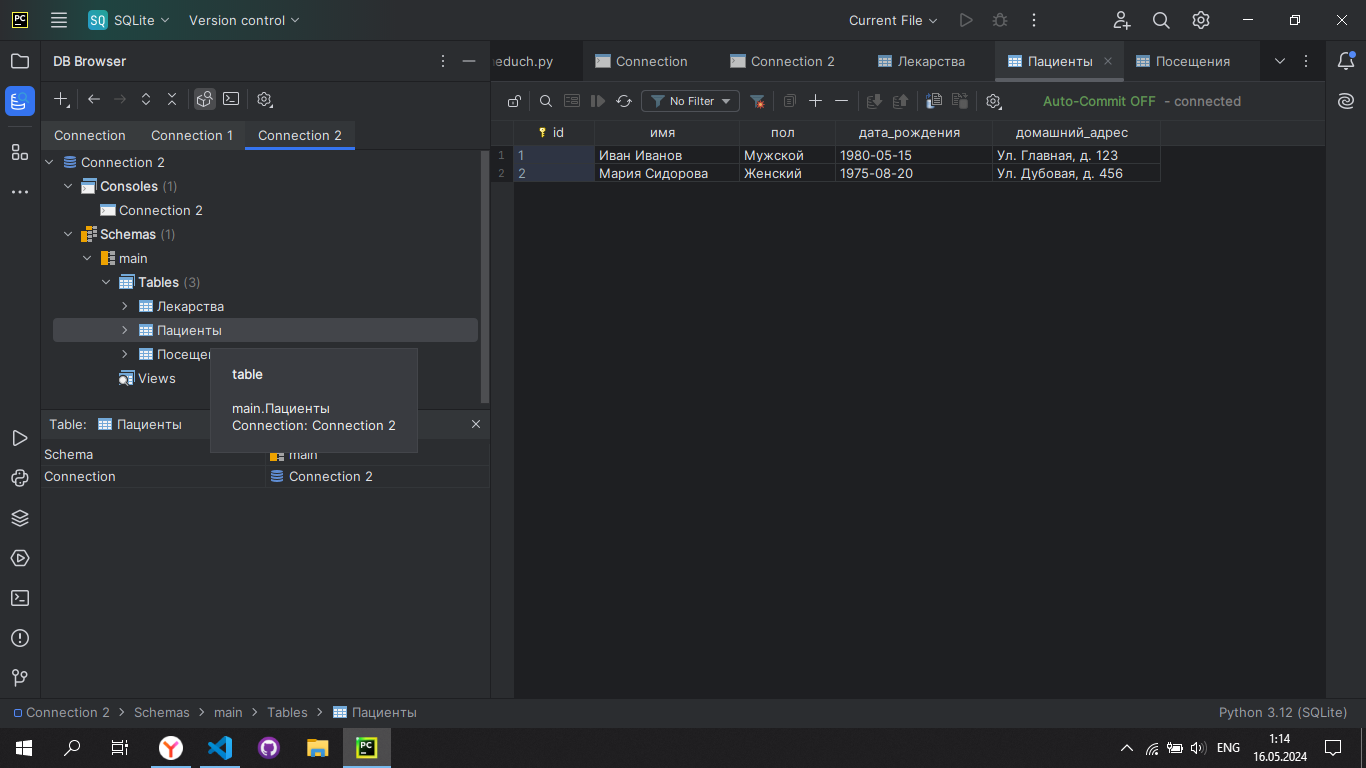 PC SQ SQLite Version control Current File
DB Browser
educh.py Connection Connection 2 Лекарства Пациенты Посещения
No Filter Auto-Commit OFF - connected
Connection Connection 1 Connection 2
Connection 2
Consoles (1)
Connection 2
Schemas (1)
main
Tables (3)
Лекарства
Пациенты
Посеще
Views
table
main.Пациенты
Connection: Connection 2
Table: Пациенты
Schema main
Connection Connection 2
id имя пол дата_рождения домашний_адрес
1 1 Иван Иванов Мужской 1980-05-15 Ул. Главная, д. 123
2 2 Мария Сидорова Женский 1975-08-20 Ул. Дубовая, д. 456
Connection 2 Schemas main Tables Пациенты Python 3.12 (SQLite)
PC ENG 1:14
16.05.2024